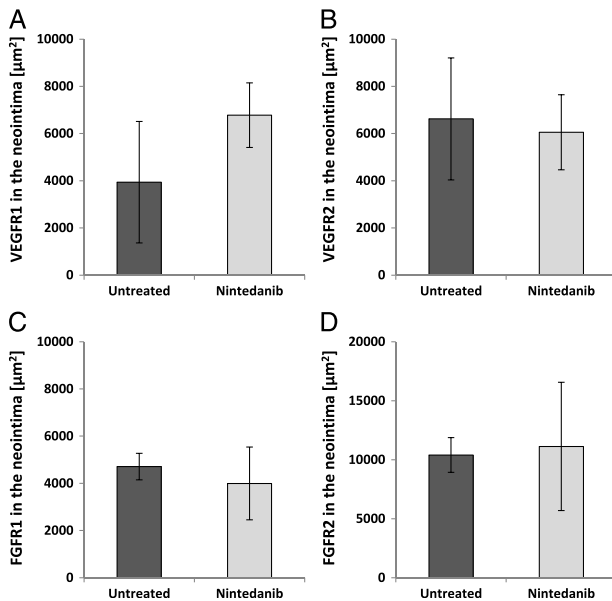 A
VEGFR1 in the neointima [µm²]
10000
8000
6000
4000
2000
0
Untreated
Nintedanib
B
VEGFR2 in the neointima [µm²]
10000
8000
6000
4000
2000
0
Untreated
Nintedanib
C
FGFR1 in the neointima [µm²]
10000
8000
6000
4000
2000
0
Untreated
Nintedanib
D
FGFR2 in the neointima [µm²]
20000
15000
10000
5000
0
Untreated
Nintedanib